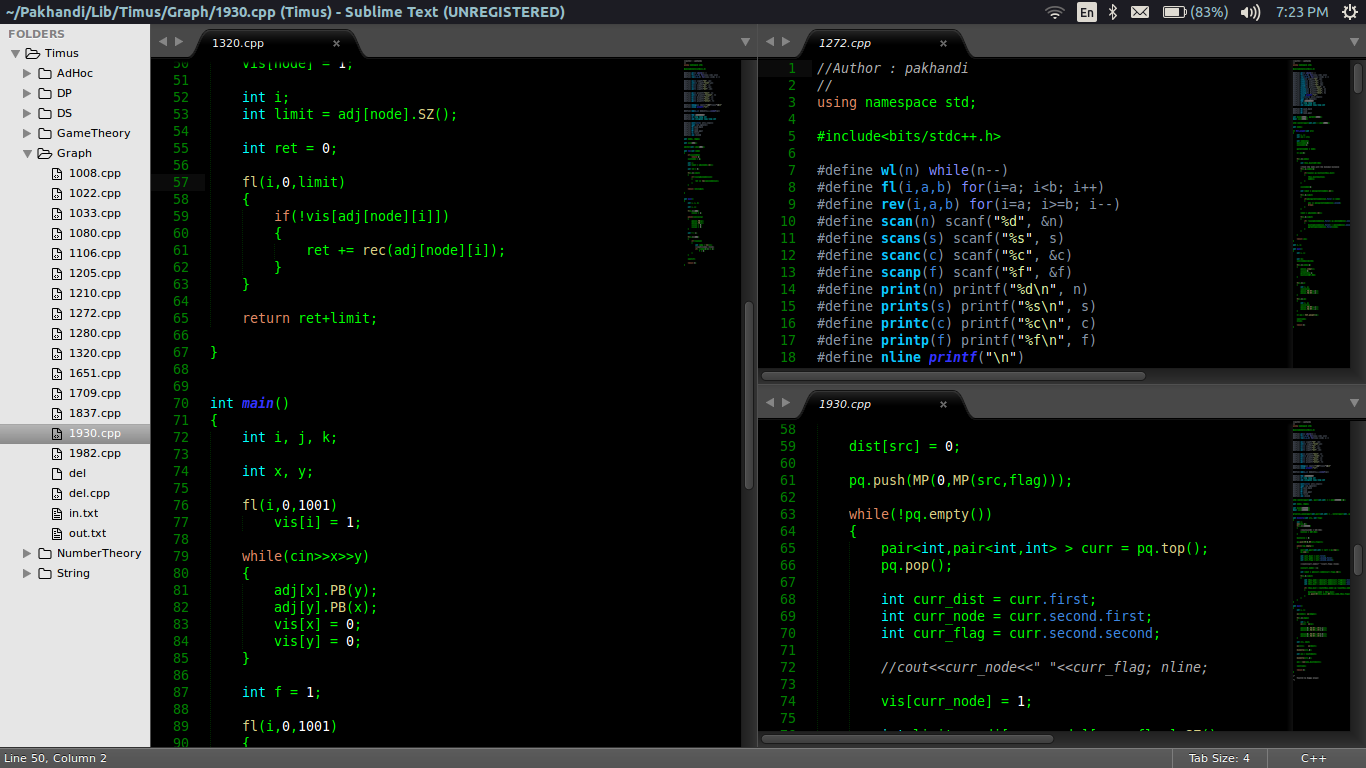 ~/Pakhandi/Lib/Timus/Graph/1930.cpp (Timus) - Sublime Text (UNREGISTERED)
En
(83%)
7:23 PM
FOLDERS
Timus
AdHoc
DP
DS
GameTheory
Graph
1008.cpp
1022.cpp
1033.cpp
1080.cpp
1106.cpp
1205.cpp
1210.cpp
1272.cpp
1280.cpp
1320.cpp
1651.cpp
1709.cpp
1837.cpp
1930.cpp
1982.cpp
del
del.cpp
in.txt
out.txt
NumberTheory
String
1320.cpp
50 vis[node] = 1;
51
52 int i;
53 int limit = adj[node].SZ();
54
55 int ret = 0;
56
57 fl(i,0,limit)
58 {
59 if(!vis[adj[node][i]])
60 {
61 ret += rec(adj[node][i]);
62 }
63 }
64
65 return ret+limit;
66
67 }
68
69
70 int main()
71 {
72 int i, j, k;
73
74 int x, y;
75
76 fl(i,0,1001)
77 vis[i] = 1;
78
79 while(cin>>x>>y)
80 {
81 adj[x].PB(y);
82 adj[y].PB(x);
83 vis[x] = 0;
84 vis[y] = 0;
85 }
86
87 int f = 1;
88
89 fl(i,0,1001)
90 {
1272.cpp
1 //Author : pakhandi
2 //
3 using namespace std;
4
5 #include<bits/stdc++.h>
6
7 #define wl(n) while(n--)
8 #define fl(i,a,b) for(i=a; i<b; i++)
9 #define rev(i,a,b) for(i=a; i>=b; i--)
10 #define scan(n) scanf("%d", &n)
11 #define scans(s) scanf("%s", s)
12 #define scanc(c) scanf("%c", &c)
13 #define scanp(f) scanf("%f", &f)
14 #define print(n) printf("%d\n", n)
15 #define prints(s) printf("%s\n", s)
16 #define printc(c) printf("%c\n", c)
17 #define printp(f) printf("%f\n", f)
18 #define nline printf("\n")
1930.cpp
58
59 dist[src] = 0;
60
61 pq.push(MP(0,MP(src,flag)));
62
63 while(!pq.empty())
64 {
65 pair<int,pair<int,int> > curr = pq.top();
66 pq.pop();
67
68 int curr_dist = curr.first;
69 int curr_node = curr.second.first;
70 int curr_flag = curr.second.second;
71
72 //cout<<curr_node<<" "<<curr_flag; nline;
73
74 vis[curr_node] = 1;
75
Line 50, Column 2
Tab Size: 4
C++